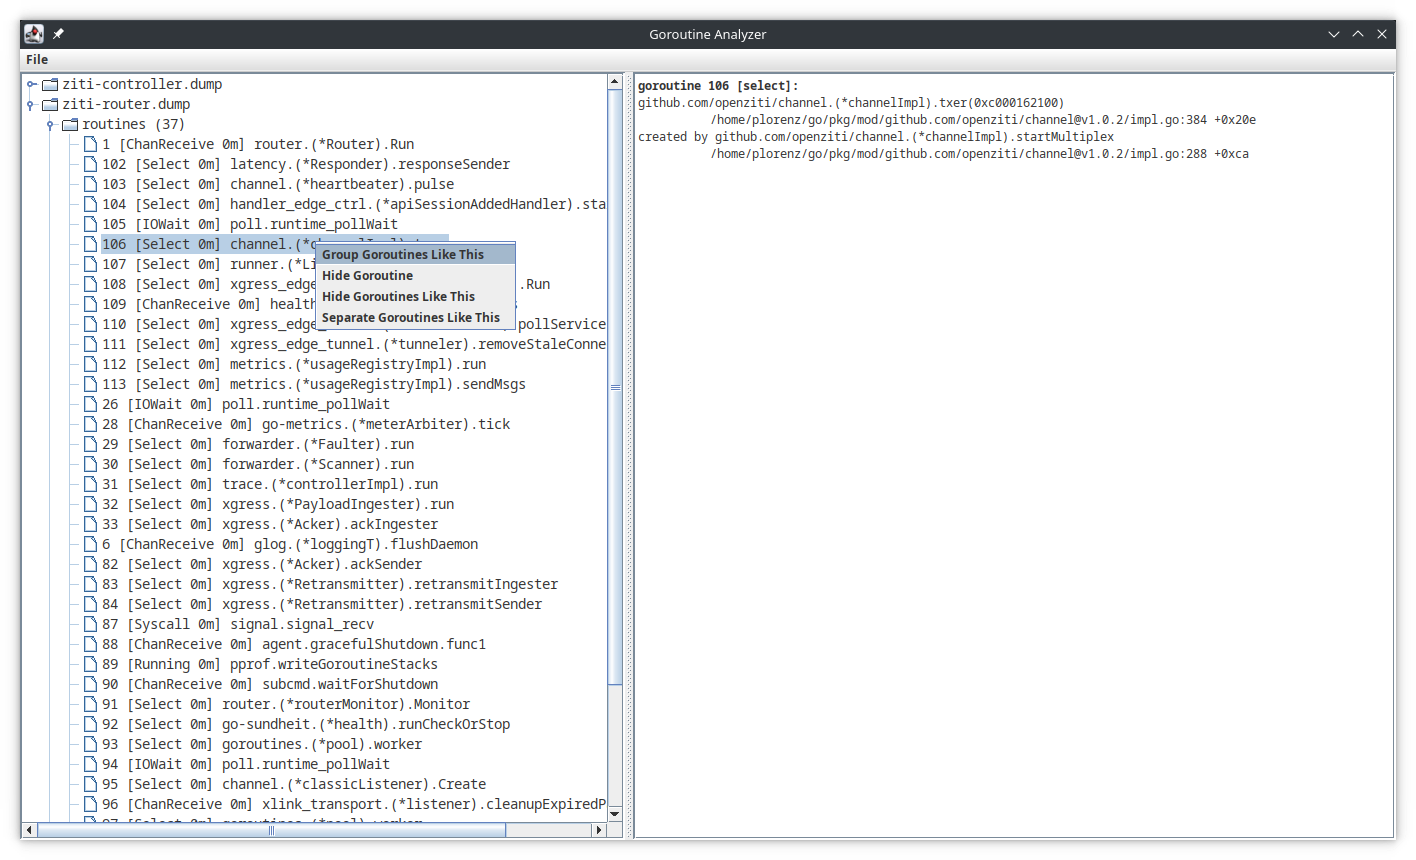 Goroutine Analyzer
File
ziti-controller.dump
ziti-router.dump
routines (37)
1 [ChanReceive 0m] router.(*Router).Run
102 [Select 0m] latency.(*Responder).responseSender
103 [Select 0m] channel.(*heartbeater).pulse
104 [Select 0m] handler_edge_ctrl.(*apiSessionAddedHandler).sta
105 [IOWait 0m] poll.runtime_pollWait
106 [Select 0m] channel.(*
107 [Select 0m] runner.(*Li
108 [Select 0m] xgress_edge .Run
109 [ChanReceive 0m] health
110 [Select 0m] xgress_edge pollService
111 [Select 0m] xgress_edge_tunnel.(*tunneler).removeStaleConne
112 [Select 0m] metrics.(*usageRegistryImpl).run
113 [Select 0m] metrics.(*usageRegistryImpl).sendMsgs
26 [IOWait 0m] poll.runtime_pollWait
28 [ChanReceive 0m] go-metrics.(*meterArbiter).tick
29 [Select 0m] forwarder.(*Faulter).run
30 [Select 0m] forwarder.(*Scanner).run
31 [Select 0m] trace.(*controllerImpl).run
32 [Select 0m] xgress.(*PayloadIngester).run
33 [Select 0m] xgress.(*Acker).ackIngester
6 [ChanReceive 0m] glog.(*loggingT).flushDaemon
82 [Select 0m] xgress.(*Acker).ackSender
83 [Select 0m] xgress.(*Retransmitter).retransmitIngester
84 [Select 0m] xgress.(*Retransmitter).retransmitSender
87 [Syscall 0m] signal.signal_recv
88 [ChanReceive 0m] agent.gracefulShutdown.func1
89 [Running 0m] pprof.writeGoroutineStacks
90 [ChanReceive 0m] subcmd.waitForShutdown
91 [Select 0m] router.(*routerMonitor).Monitor
92 [Select 0m] go-sundheit.(*health).runCheckOrStop
93 [Select 0m] goroutines.(*pool).worker
94 [IOWait 0m] poll.runtime_pollWait
95 [Select 0m] channel.(*classicListener).Create
96 [ChanReceive 0m] xlink_transport.(*listener).cleanupExpiredP
97 [Select 0m] goroutines.(*pool).worker
Group Goroutines Like This
Hide Goroutine
Hide Goroutines Like This
Separate Goroutines Like This
goroutine 106 [select]:
github.com/openziti/channel.(*channelImpl).txer(0xc000162100)
/home/plorenz/go/pkg/mod/github.com/openziti/channel@v1.0.2/impl.go:384 +0x20e
created by github.com/openziti/channel.(*channelImpl).startMultiplex
/home/plorenz/go/pkg/mod/github.com/openziti/channel@v1.0.2/impl.go:288 +0xca